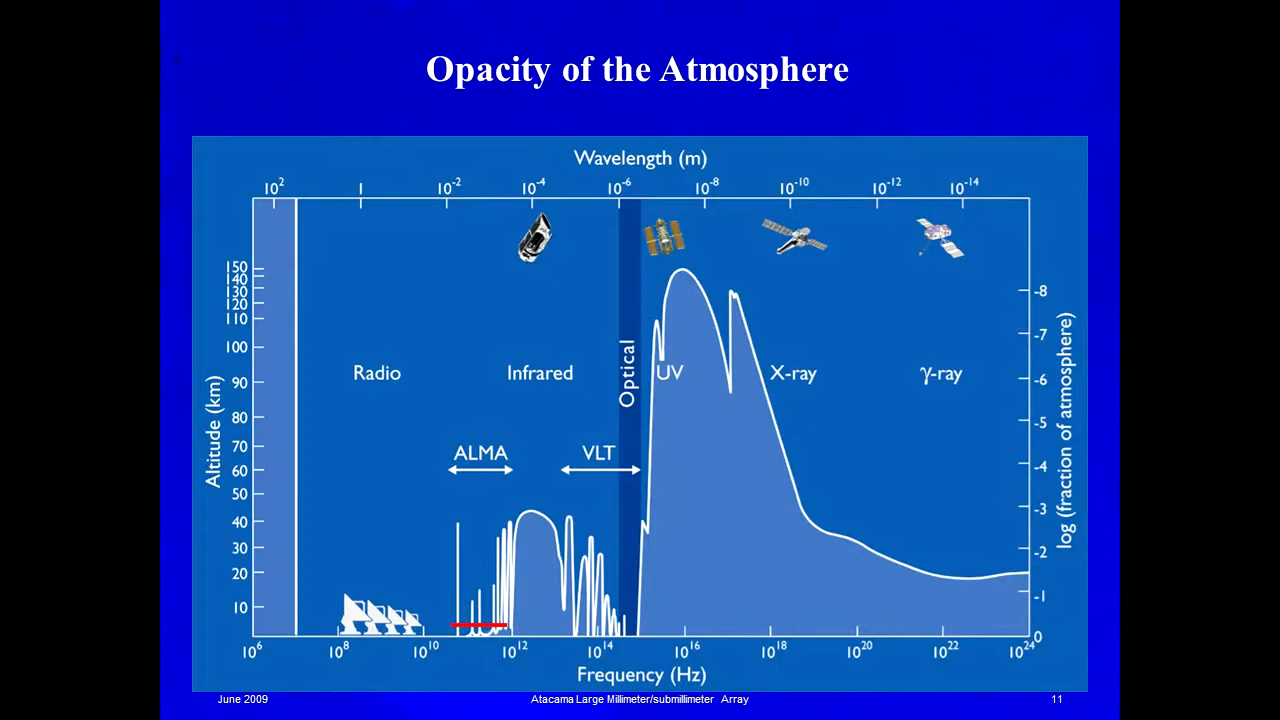 Opacity of the Atmosphere
Wavelength (m)
10² 1 10⁻² 10⁻⁴ 10⁻⁶ 10⁻⁸ 10⁻¹⁰ 10⁻¹² 10⁻¹⁴
150
140
130
120
110
100
90
80
70
60
50
40
30
20
10
Altitude (km)
Radio Infrared Optical UV X-ray γ-ray
ALMA VLT
-8
-7
-6
-5
-4
-3
-2
-1
0
log (fraction of atmosphere)
10⁶ 10⁸ 10¹⁰ 10¹² 10¹⁴ 10¹⁶ 10¹⁸ 10²⁰ 10²² 10²⁴
Frequency (Hz)
June 2009 Atacama Large Millimeter/submillimeter Array 11